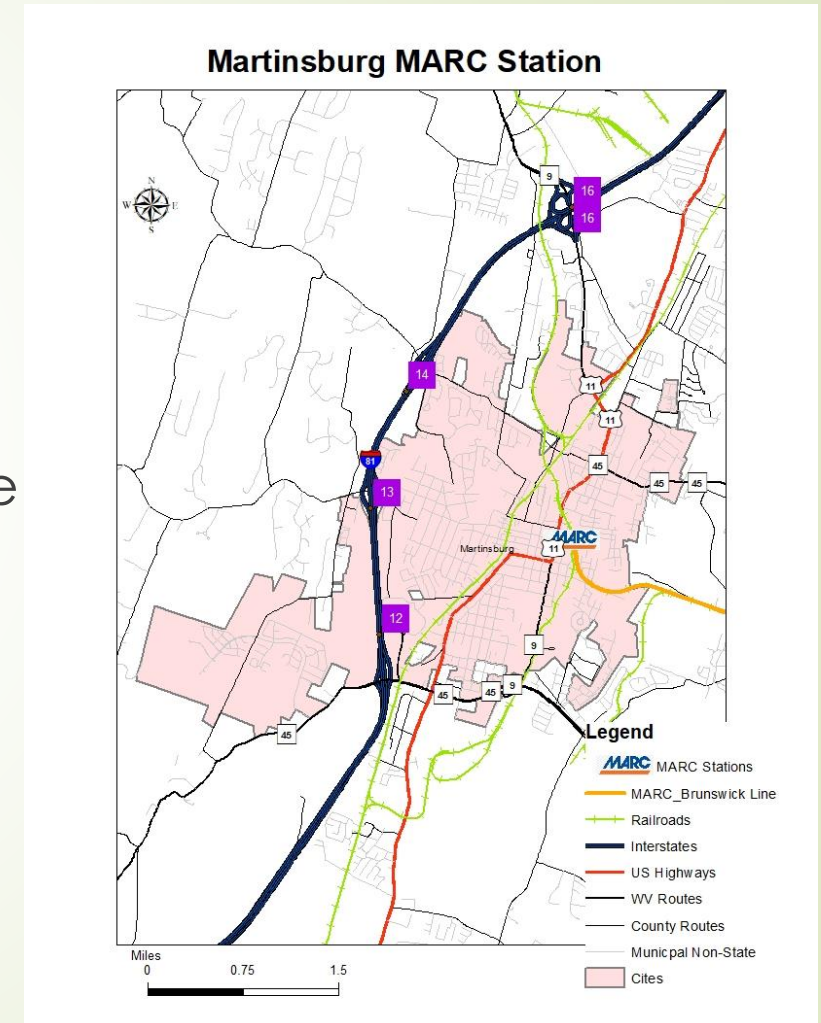 Martinsburg MARC Station
N
W E
S
9
16
16
14
11
11
81
45
45 45
13
MARC
Martinsburg 11
12
9
9
45 45
45
e
Legend
MARC MARC Stations
MARC_Brunswick Line
Railroads
Interstates
US Highways
WV Routes
County Routes
Municpal Non-State
Cites
Miles
0 0.75 1.5